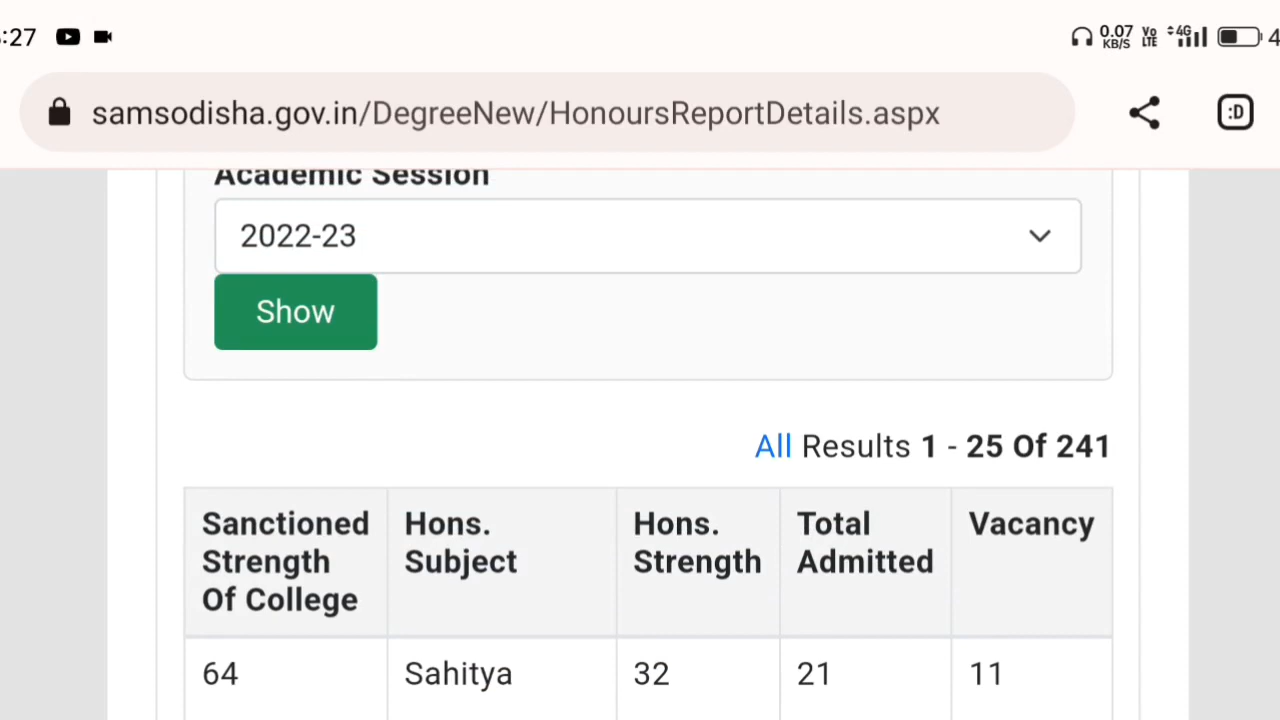 :27
0.07 KB/S Vo LTE 4G 4
samsodisha.gov.in/DegreeNew/HonoursReportDetails.aspx
:D
Academic Session
2022-23
Show
All Results 1 - 25 Of 241
Sanctioned Strength Of College Hons. Subject Hons. Strength Total Admitted Vacancy
64 Sahitya 32 21 11